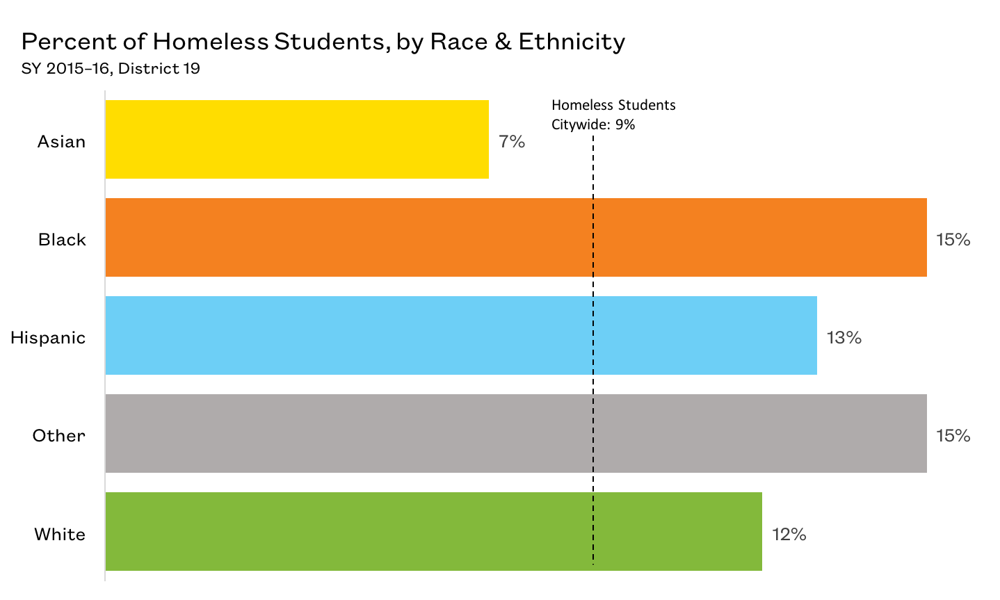 Percent of Homeless Students, by Race & Ethnicity
SY 2015–16, District 19
Homeless Students
Citywide: 9%
Asian
7%
Black
15%
Hispanic
13%
Other
15%
White
12%